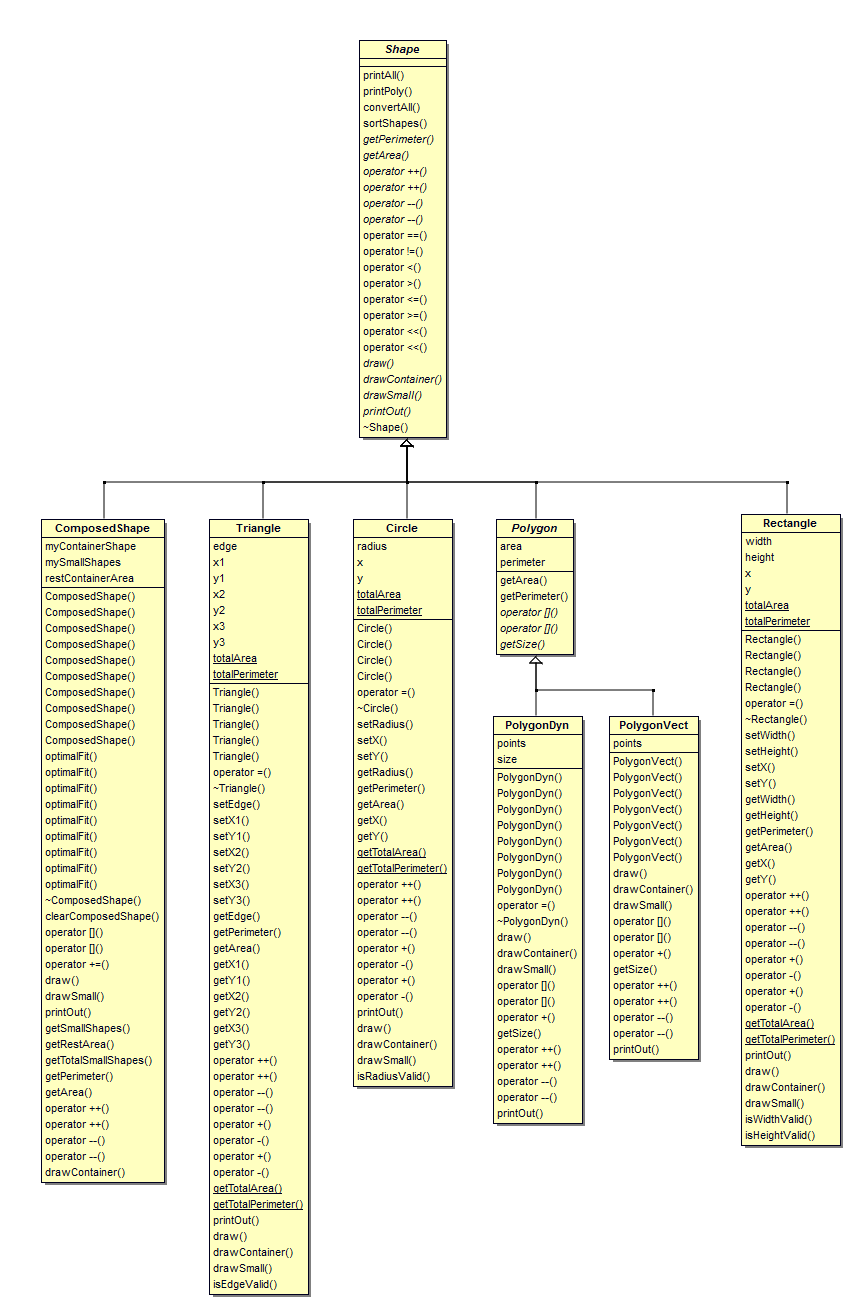 Shape
printAll()
printPoly()
convertAll()
sortShapes()
getPerimeter()
getArea()
operator ++()
operator ++()
operator --()
operator --()
operator ==()
operator !=()
operator <()
operator >()
operator <=()
operator >=()
operator <<()
operator <<()
draw()
drawContainer()
drawSmall()
printOut()
~Shape()
ComposedShape
myContainerShape
mySmallShapes
restContainerArea
ComposedShape()
ComposedShape()
ComposedShape()
ComposedShape()
ComposedShape()
ComposedShape()
ComposedShape()
ComposedShape()
ComposedShape()
ComposedShape()
optimalFit()
optimalFit()
optimalFit()
optimalFit()
optimalFit()
optimalFit()
optimalFit()
optimalFit()
optimalFit()
~ComposedShape()
clearComposedShape()
operator []()
operator []()
operator +=()
draw()
drawSmall()
printOut()
getSmallShapes()
getRestArea()
getTotalSmallShapes()
getPerimeter()
getArea()
operator ++()
operator ++()
operator --()
operator --()
drawContainer()
Triangle
edge
x1
y1
x2
y2
x3
y3
totalArea
totalPerimeter
Triangle()
Triangle()
Triangle()
Triangle()
Triangle()
operator =()
~Triangle()
setEdge()
setX1()
setY1()
setX2()
setY2()
setX3()
setY3()
getEdge()
getPerimeter()
getArea()
getX1()
getY1()
getX2()
getY2()
getX3()
getY3()
operator ++()
operator ++()
operator --()
operator --()
operator +()
operator -()
operator +()
operator -()
getTotalArea()
getTotalPerimeter()
printOut()
draw()
drawContainer()
drawSmall()
isEdgeValid()
Circle
radius
x
y
totalArea
totalPerimeter
Circle()
Circle()
Circle()
Circle()
operator =()
~Circle()
setRadius()
setX()
setY()
getRadius()
getPerimeter()
getArea()
getX()
getY()
getTotalArea()
getTotalPerimeter()
operator ++()
operator ++()
operator --()
operator --()
operator +()
operator -()
operator +()
operator -()
printOut()
draw()
drawContainer()
drawSmall()
isRadiusValid()
Polygon
area
perimeter
getArea()
getPerimeter()
operator []()
operator []()
getSize()
PolygonDyn
points
size
PolygonDyn()
PolygonDyn()
PolygonDyn()
PolygonDyn()
PolygonDyn()
PolygonDyn()
PolygonDyn()
PolygonDyn()
operator =()
~PolygonDyn()
draw()
drawContainer()
drawSmall()
operator []()
operator []()
operator +()
getSize()
operator ++()
operator ++()
operator --()
operator --()
printOut()
PolygonVect
points
PolygonVect()
PolygonVect()
PolygonVect()
PolygonVect()
PolygonVect()
PolygonVect()
PolygonVect()
draw()
drawContainer()
drawSmall()
operator []()
operator []()
operator +()
getSize()
operator ++()
operator ++()
operator --()
operator --()
printOut()
Rectangle
width
height
x
y
totalArea
totalPerimeter
Rectangle()
Rectangle()
Rectangle()
Rectangle()
operator =()
~Rectangle()
setWidth()
setHeight()
setX()
setY()
getWidth()
getHeight()
getPerimeter()
getArea()
getX()
getY()
operator ++()
operator ++()
operator --()
operator --()
operator +()
operator -()
operator +()
operator -()
getTotalArea()
getTotalPerimeter()
printOut()
draw()
drawContainer()
drawSmall()
isWidthValid()
isHeightValid()